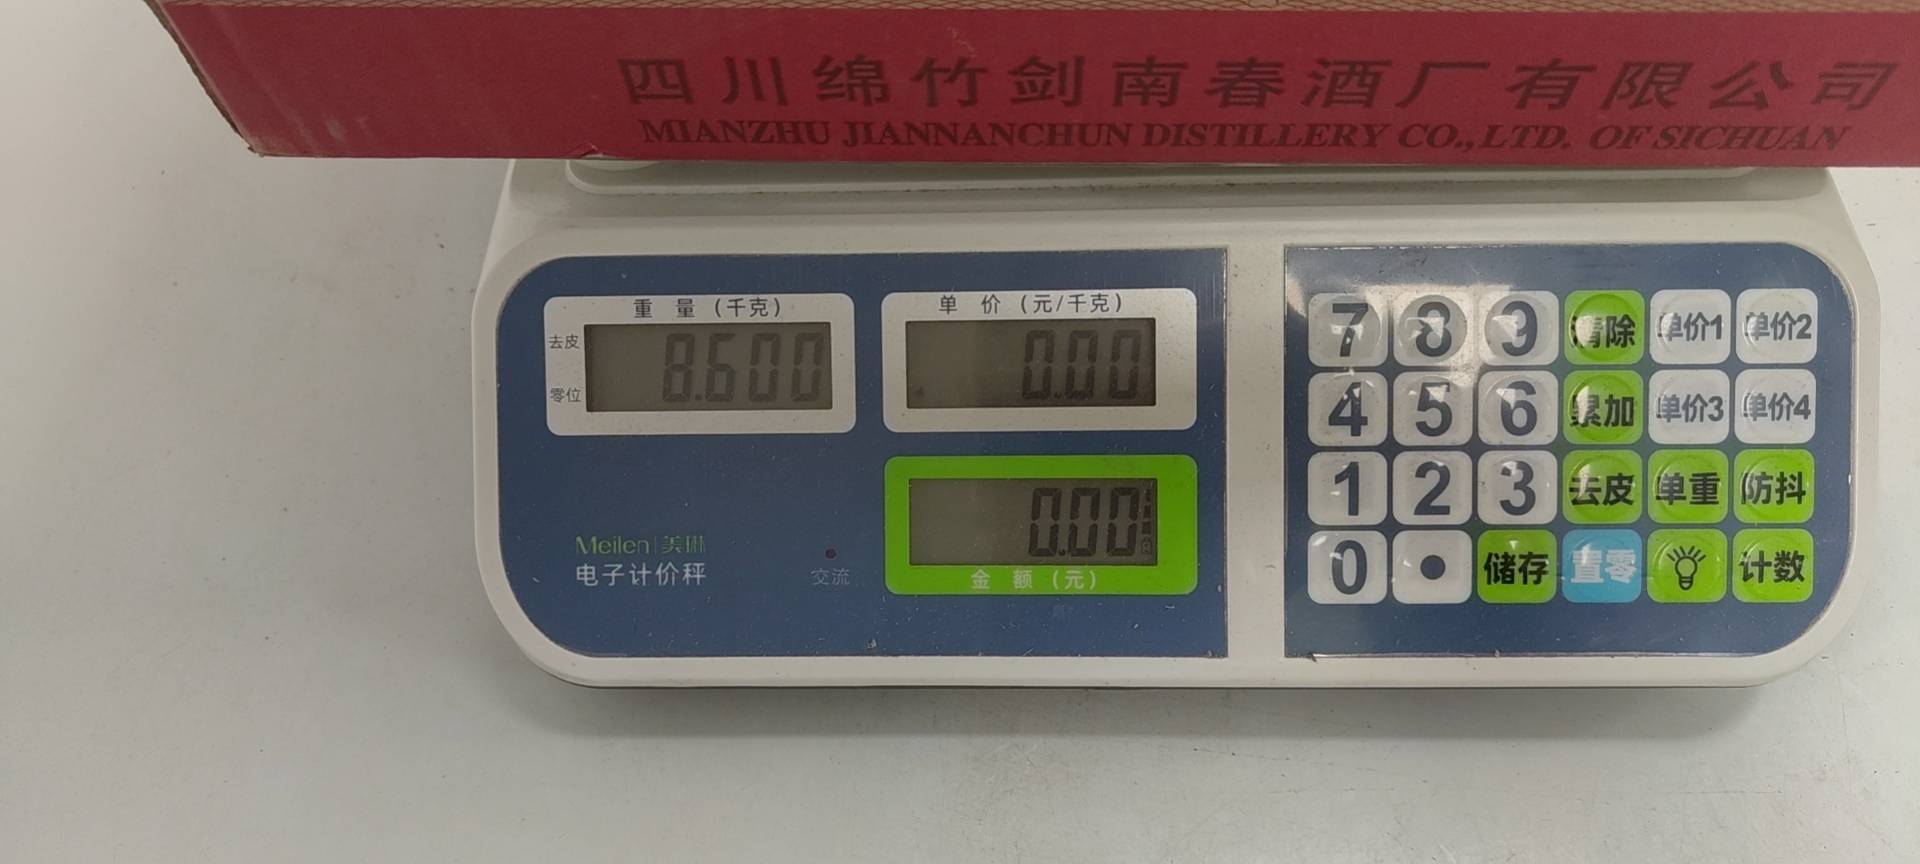 四川绵竹剑南春酒厂有限公司
MIANZHU JIANNANCHUN DISTILLERY CO.,LTD. OF SICHUAN
重 量 (千克)
去皮
零位
8.600
单 价 (元/千克)
0.00
0.00
金 额 (元)
Meilen|美琳
电子计价秤
交流
7 8 9 清除 单价1 单价2
4 5 6 累加 单价3 单价4
1 2 3 去皮 单重 防抖
0 • 储存 置零 计数